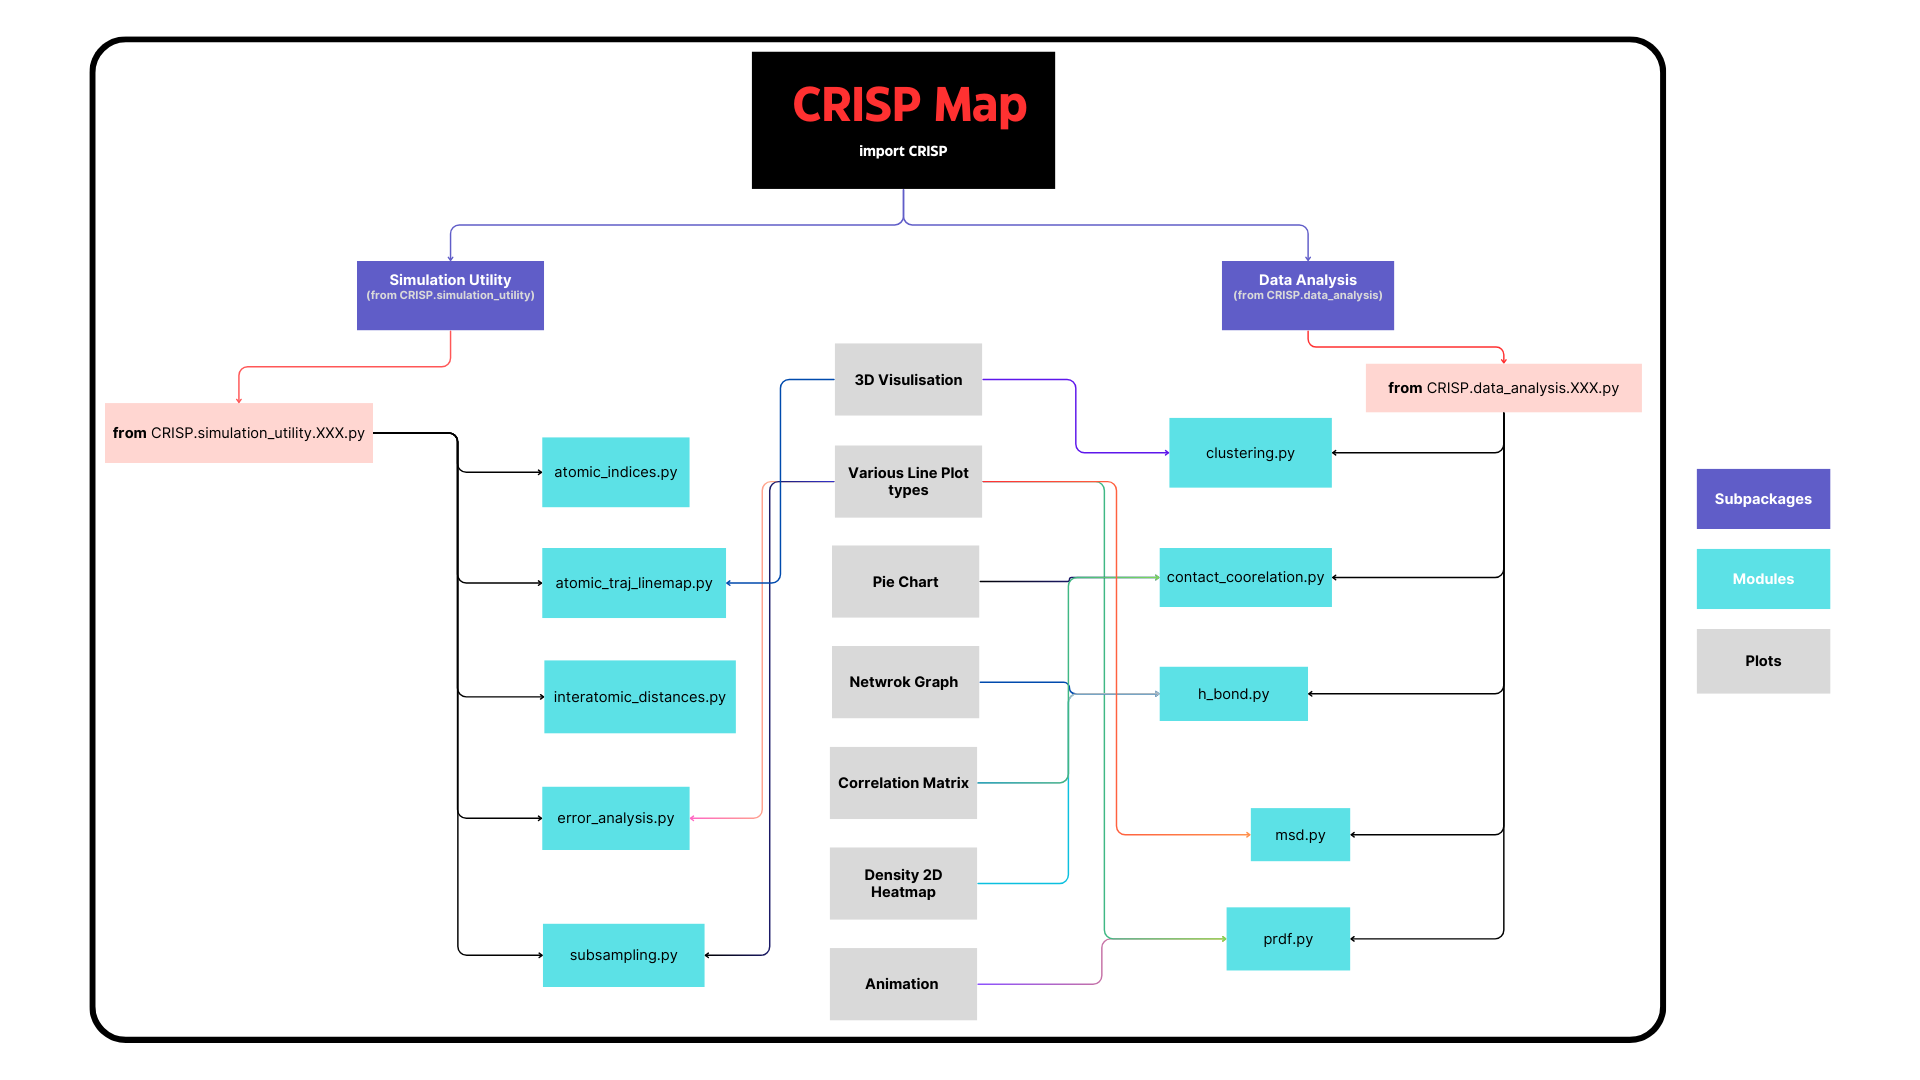 CRISP Map
import CRISP
Simulation Utility
(from CRISP.simulation_utility)
Data Analysis
(from CRISP.data_analysis)
from CRISP.simulation_utility.XXX.py
from CRISP.data_analysis.XXX.py
atomic_indices.py
atomic_traj_linemap.py
interatomic_distances.py
error_analysis.py
subsampling.py
3D Visulisation
Various Line Plot
types
Pie Chart
Netwrok Graph
Correlation Matrix
Density 2D
Heatmap
Animation
clustering.py
contact_coorelation.py
h_bond.py
msd.py
prdf.py
Subpackages
Modules
Plots